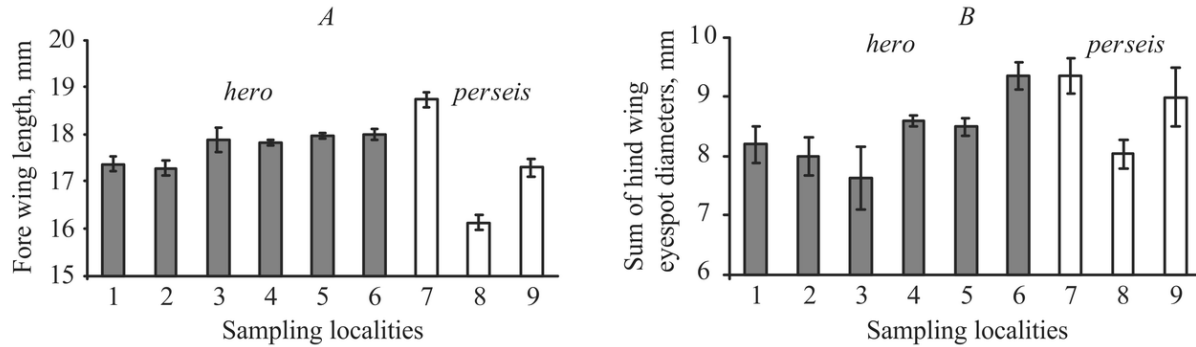 A
Fore wing length, mm
20
19
18
17
16
15
hero
perseis
1 2 3 4 5 6 7 8 9
Sampling localities
B
Sum of hind wing
eyespot diameters, mm
10
9
8
7
6
hero
perseis
1 2 3 4 5 6 7 8 9
Sampling localities